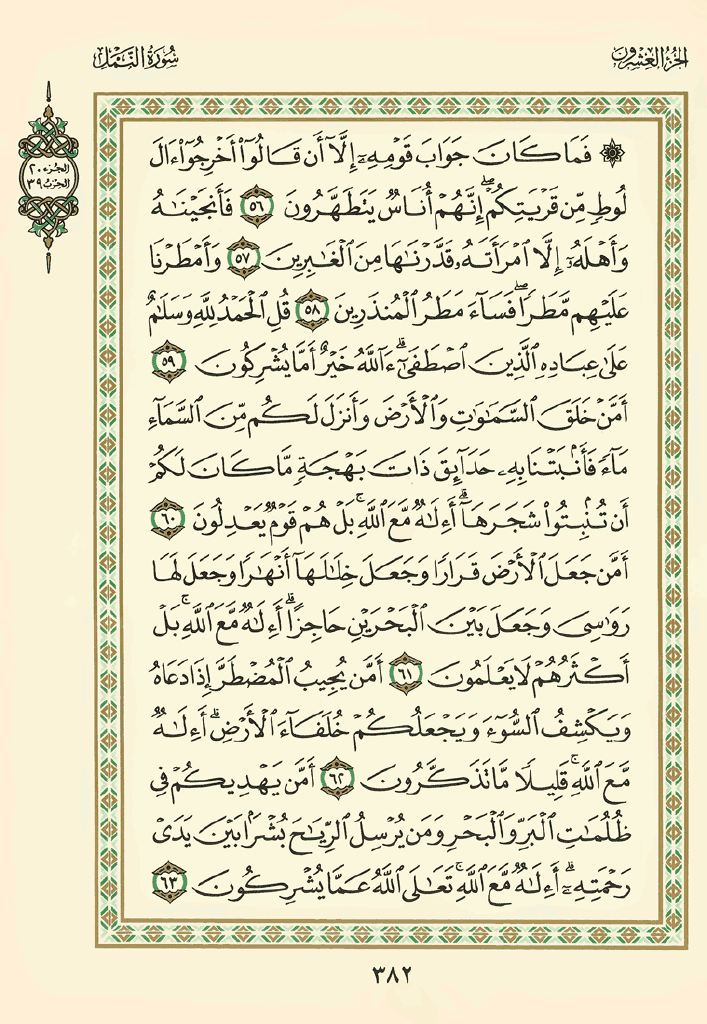 الجزء العشرون
سورة النمل
الجزء ٢٠
الحزب ٣٩
۞ فَمَا كَانَ جَوَابَ قَوْمِهِۦٓ إِلَّآ أَن قَالُوٓا۟ أَخْرِجُوٓا۟ ءَالَ
لُوطٍ مِّن قَرْيَتِكُمْ ۖ إِنَّهُمْ أُنَاسٌ يَتَطَهَّرُونَ ٥٦ فَأَنجَيْنَـٰهُ
وَأَهْلَهُۥٓ إِلَّا ٱمْرَأَتَهُۥ قَدَّرْنَـٰهَا مِنَ ٱلْغَـٰبِرِينَ ٥٧ وَأَمْطَرْنَا
عَلَيْهِم مَّطَرًا ۖ فَسَآءَ مَطَرُ ٱلْمُنذَرِينَ ٥٨ قُلِ ٱلْحَمْدُ لِلَّهِ وَسَلَـٰمٌ
عَلَىٰ عِبَادِهِ ٱلَّذِينَ ٱصْطَفَىٰٓ ۗ ءَآللَّهُ خَيْرٌ أَمَّا يُشْرِكُونَ ٥٩
أَمَّنْ خَلَقَ ٱلسَّمَـٰوَٰتِ وَٱلْأَرْضَ وَأَنزَلَ لَكُم مِّنَ ٱلسَّمَآءِ
مَآءً فَأَنۢبَتْنَا بِهِۦ حَدَآئِقَ ذَاتَ بَهْجَةٍ مَّا كَانَ لَكُمْ
أَن تُنۢبِتُوا۟ شَجَرَهَآ ۗ أَءِلَـٰهٌ مَّعَ ٱللَّهِ ۚ بَلْ هُمْ قَوْمٌ يَعْدِلُونَ ٦٠
أَمَّن جَعَلَ ٱلْأَرْضَ قَرَارًا وَجَعَلَ خِلَـٰلَهَآ أَنْهَـٰرًا وَجَعَلَ لَهَا
رَوَٰسِىَ وَجَعَلَ بَيْنَ ٱلْبَحْرَيْنِ حَاجِزًا ۗ أَءِلَـٰهٌ مَّعَ ٱللَّهِ ۚ بَلْ
أَكْثَرُهُمْ لَا يَعْلَمُونَ ٦١ أَمَّن يُجِيبُ ٱلْمُضْطَرَّ إِذَا دَعَاهُ
وَيَكْشِفُ ٱلسُّوٓءَ وَيَجْعَلُكُمْ خُلَفَآءَ ٱلْأَرْضِ ۗ أَءِلَـٰهٌ
مَّعَ ٱللَّهِ ۚ قَلِيلًا مَّا تَذَكَّرُونَ ٦٢ أَمَّن يَهْدِيكُمْ فِى
ظُلُمَـٰتِ ٱلْبَرِّ وَٱلْبَحْرِ وَمَن يُرْسِلُ ٱلرِّيَـٰحَ بُشْرًۢا بَيْنَ يَدَىْ
رَحْمَتِهِۦٓ ۗ أَءِلَـٰهٌ مَّعَ ٱللَّهِ ۚ تَعَـٰلَى ٱللَّهُ عَمَّا يُشْرِكُونَ ٦٣
٣٨٢